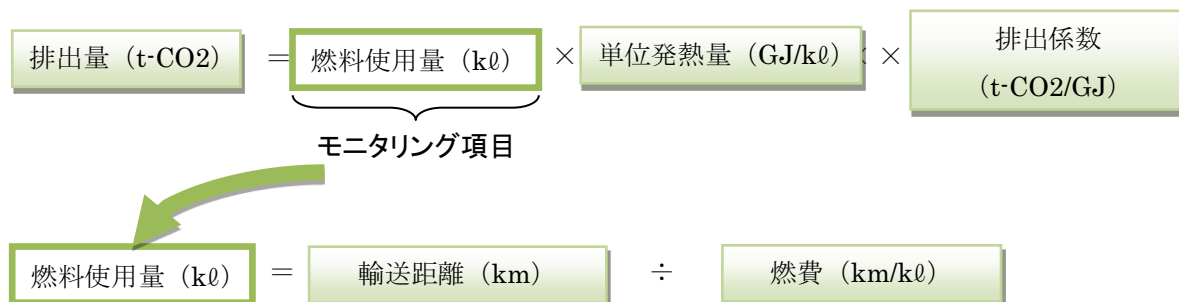 排出量（t-CO2） ＝ 燃料使用量（kℓ） × 単位発熱量（GJ/kℓ） × 排出係数
（t-CO2/GJ）
モニタリング項目
燃料使用量（kℓ） ＝ 輸送距離（km） ÷ 燃費（km/kℓ）